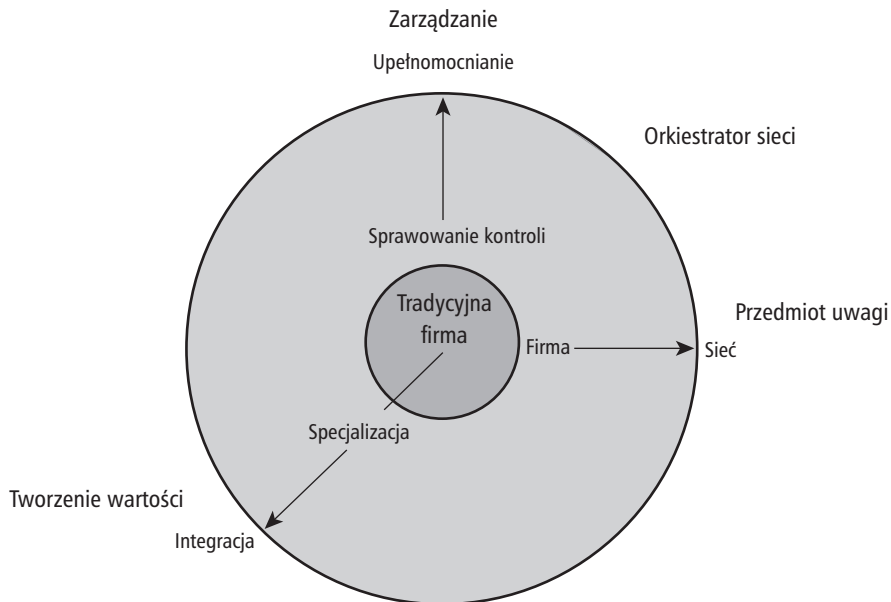 Zarządzanie
Upełnomocnianie
Orkiestrator sieci
Sprawowanie kontroli
Tradycyjna
firma
Przedmiot uwagi
Firma
Sieć
Specjalizacja
Tworzenie wartości
Integracja